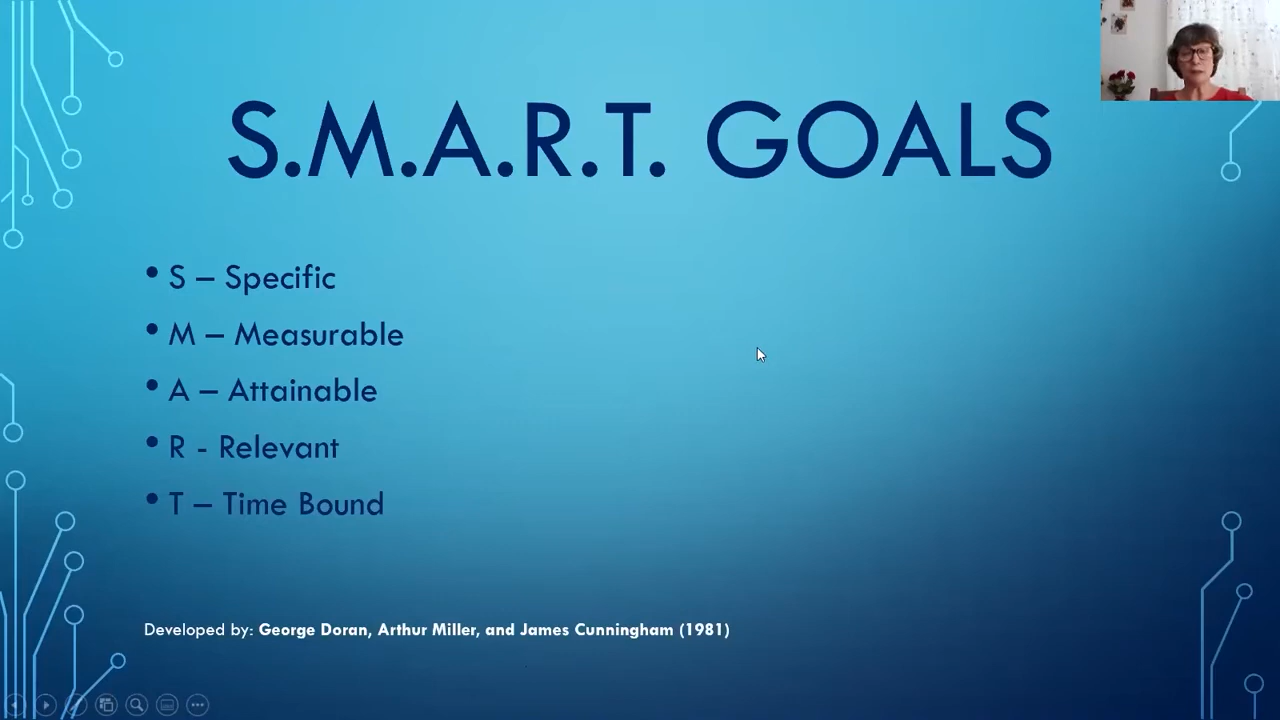 S.M.A.R.T. GOALS
• S – Specific
• M – Measurable
• A – Attainable
• R - Relevant
• T – Time Bound
Developed by: George Doran, Arthur Miller, and James Cunningham (1981)